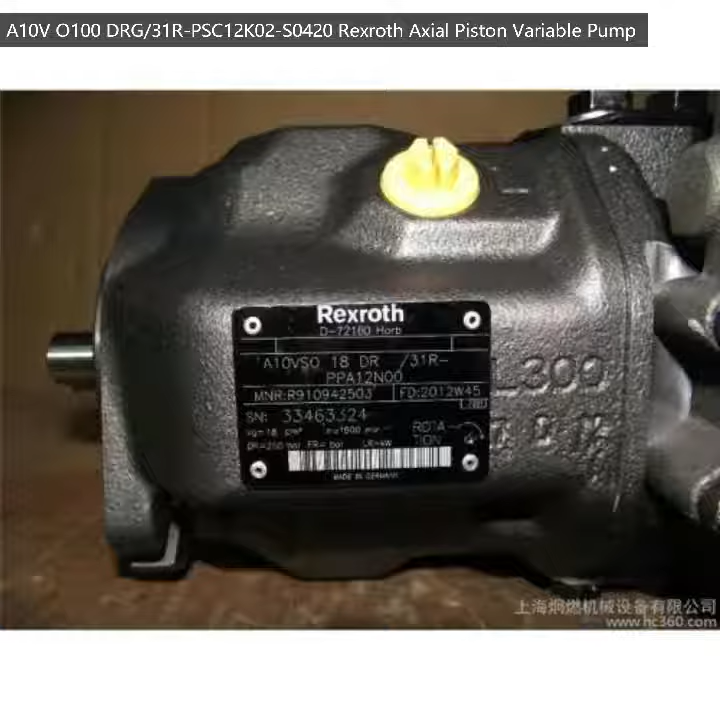 A10V O100 DRG/31R-PSC12K02-S0420 Rexroth Axial Piston Variable Pump
Rexroth
D-72160 Horb
A10VSO 18 DR /31R-
PPA12N00
MNR:R910942503 FD:2012W45
SN: 33463324
ROTA-
TION
MADE IN GERMANY
L300
上海炯燃机械设备有限公司
www.hc360.com